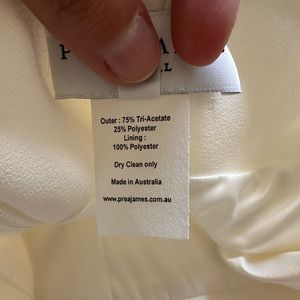 Outer : 75% Tri-Acetate
25% Polyester
Lining :
100% Polyester
Dry Clean only
Made in Australia
www.preajames.com.au